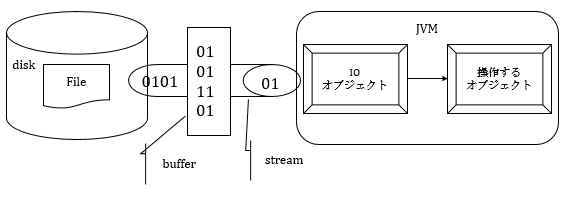 JVM
disk
File
0101
01
01
11
01
01
IO
オブジェクト
操作する
オブジェクト
buffer
stream